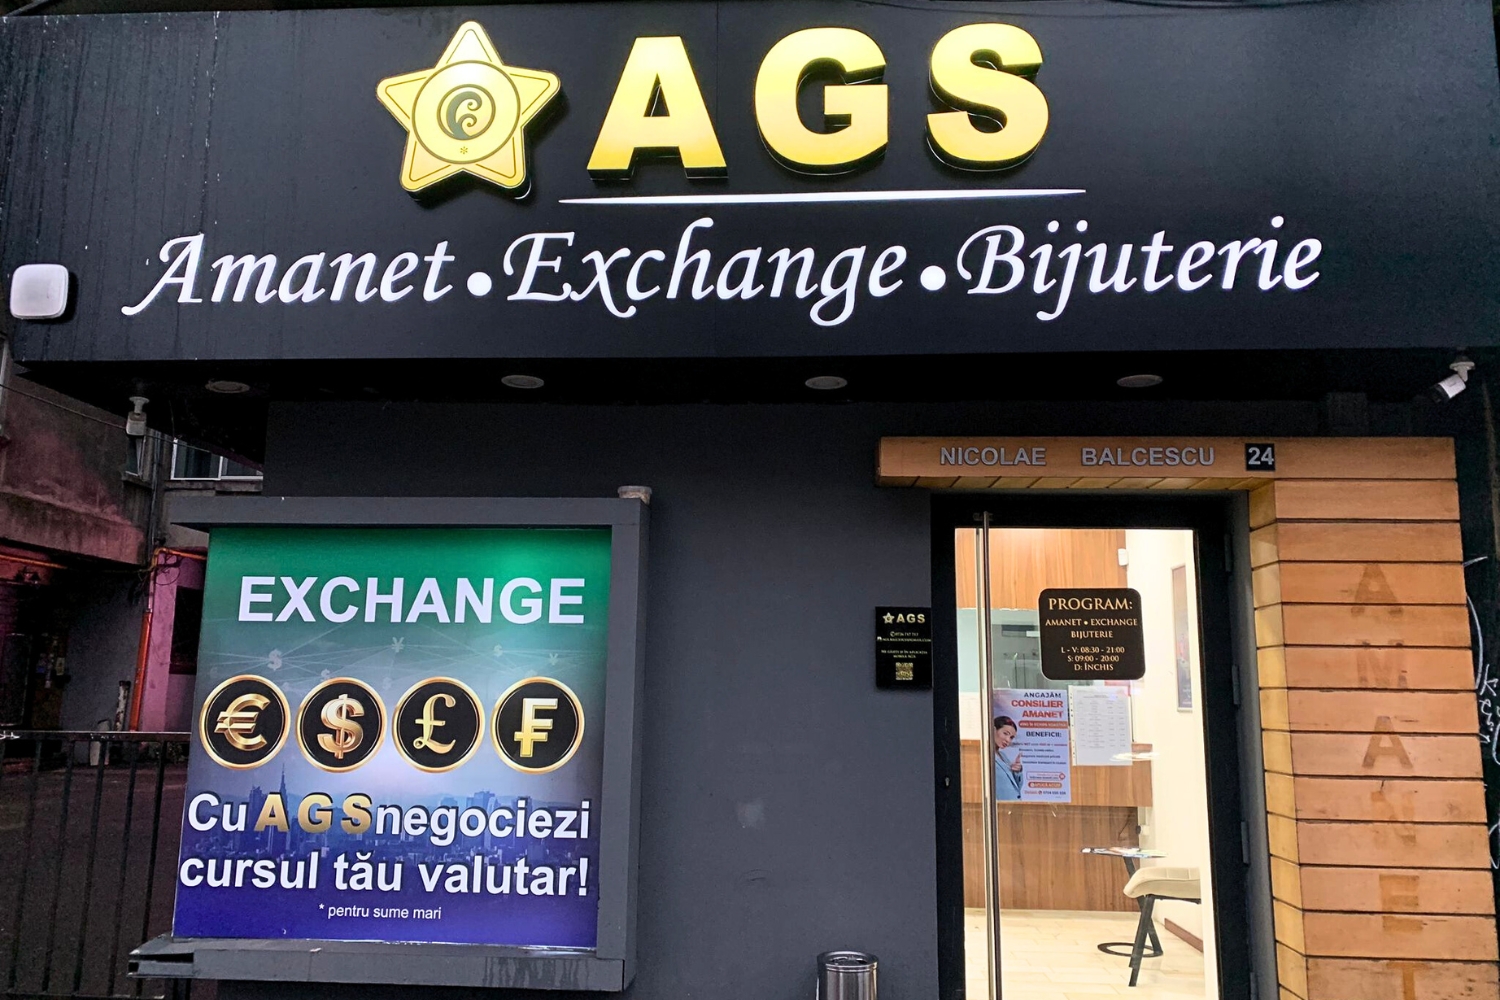 AGS
Amanet • Exchange • Bijuterie
NICOLAE BALCESCU 24
EXCHANGE
€ $ £ ₣
Cu AGS negociezi
cursul tău valutar!
* pentru sume mari
AGS
PROGRAM:
AMANET • EXCHANGE
BIJUTERIE
L - V: 08:30 - 21:00
S: 09:00 - 20:00
D: ÎNCHIS
ANGAJĂM
CONSILIER
AMANET
BENEFICII:
AMANET